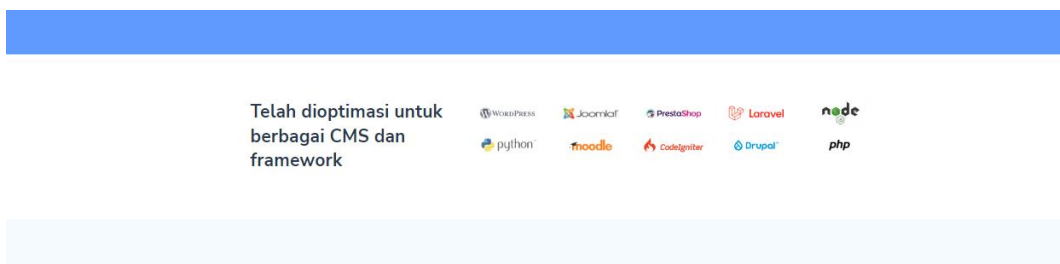 Telah dioptimasi untuk
berbagai CMS dan
framework
WORDPRESS Joomla! PrestaShop Laravel node
python moodle CodeIgniter Drupal php